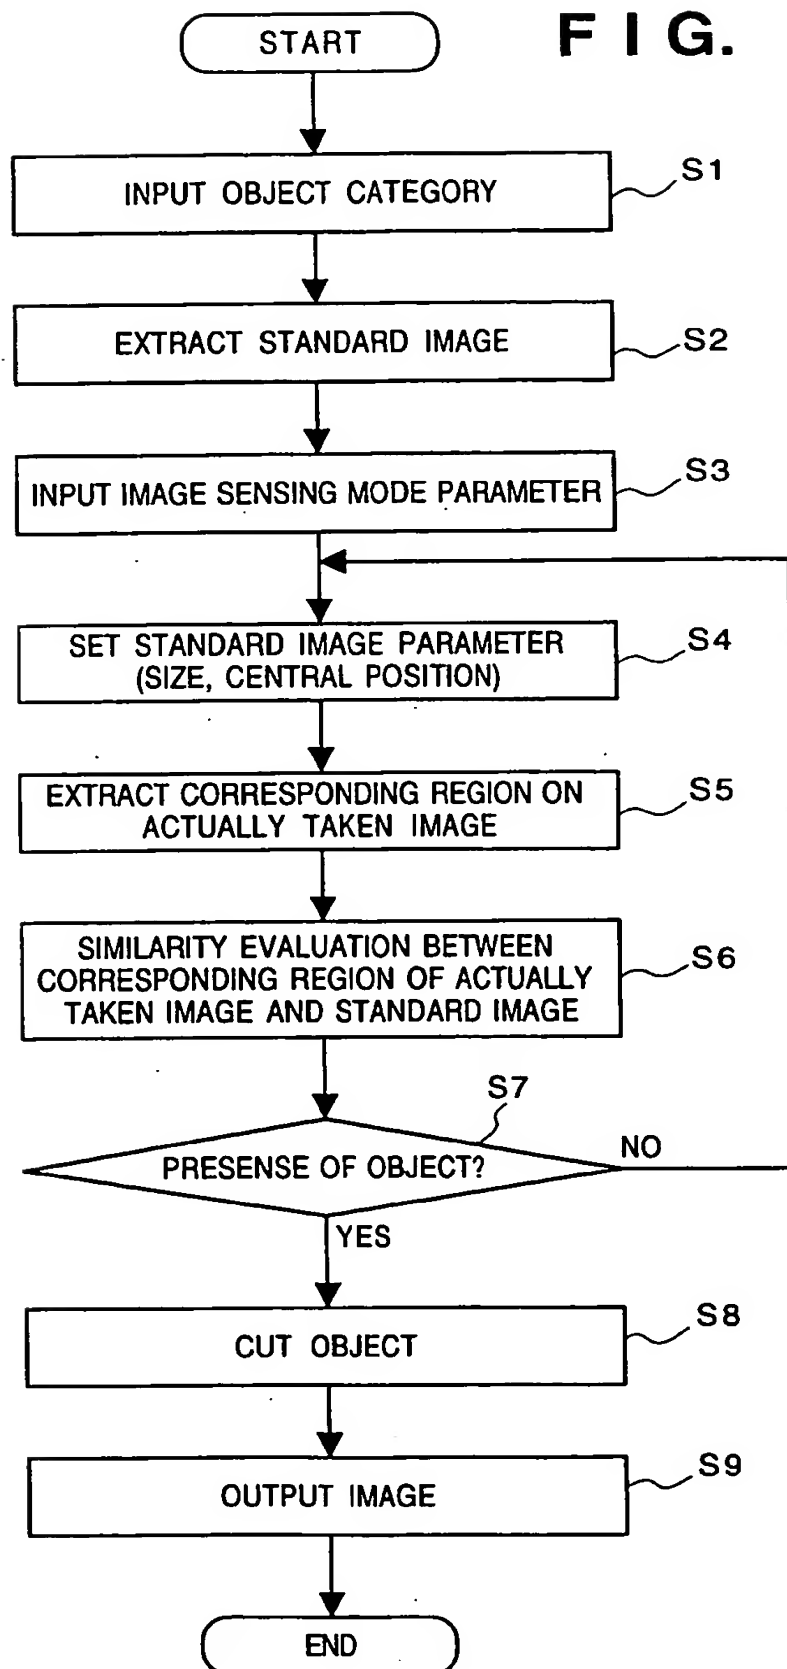 FIG.
START
INPUT OBJECT CATEGORY
S1
EXTRACT STANDARD IMAGE
S2
INPUT IMAGE SENSING MODE PARAMETER
S3
SET STANDARD IMAGE PARAMETER
(SIZE, CENTRAL POSITION)
S4
EXTRACT CORRESPONDING REGION ON
ACTUALLY TAKEN IMAGE
S5
SIMILARITY EVALUATION BETWEEN
CORRESPONDING REGION OF ACTUALLY
TAKEN IMAGE AND STANDARD IMAGE
S6
S7
PRESENSE OF OBJECT?
NO
YES
CUT OBJECT
S8
OUTPUT IMAGE
S9
END